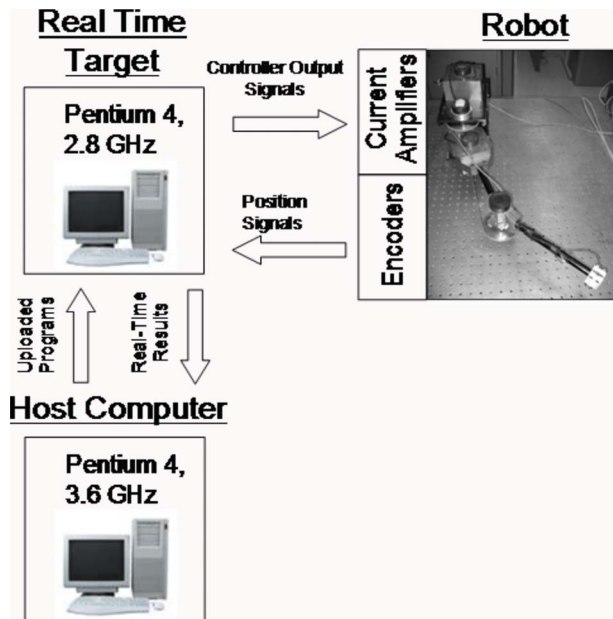 Real Time
Target
Pentium 4,
2.8 GHz
Controller Output
Signals
Position
Signals
Robot
Current
Amplifiers
Encoders
Uploaded
Programs
Real-Time
Results
Host Computer
Pentium 4,
3.6 GHz